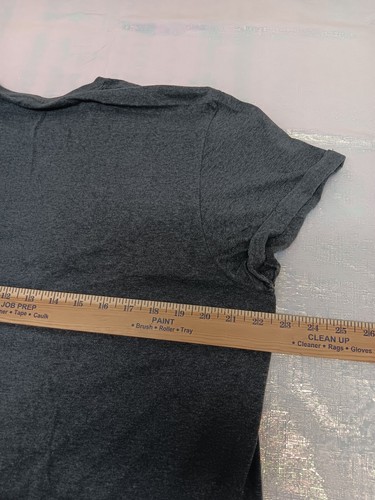 12 13 14 15 16 17 18 19 20 21 22 23 24 25 26
JOB PREP
• Tape • Caulk
PAINT
• Brush • Roller • Tray
CLEAN UP
• Cleaner • Rags • Gloves